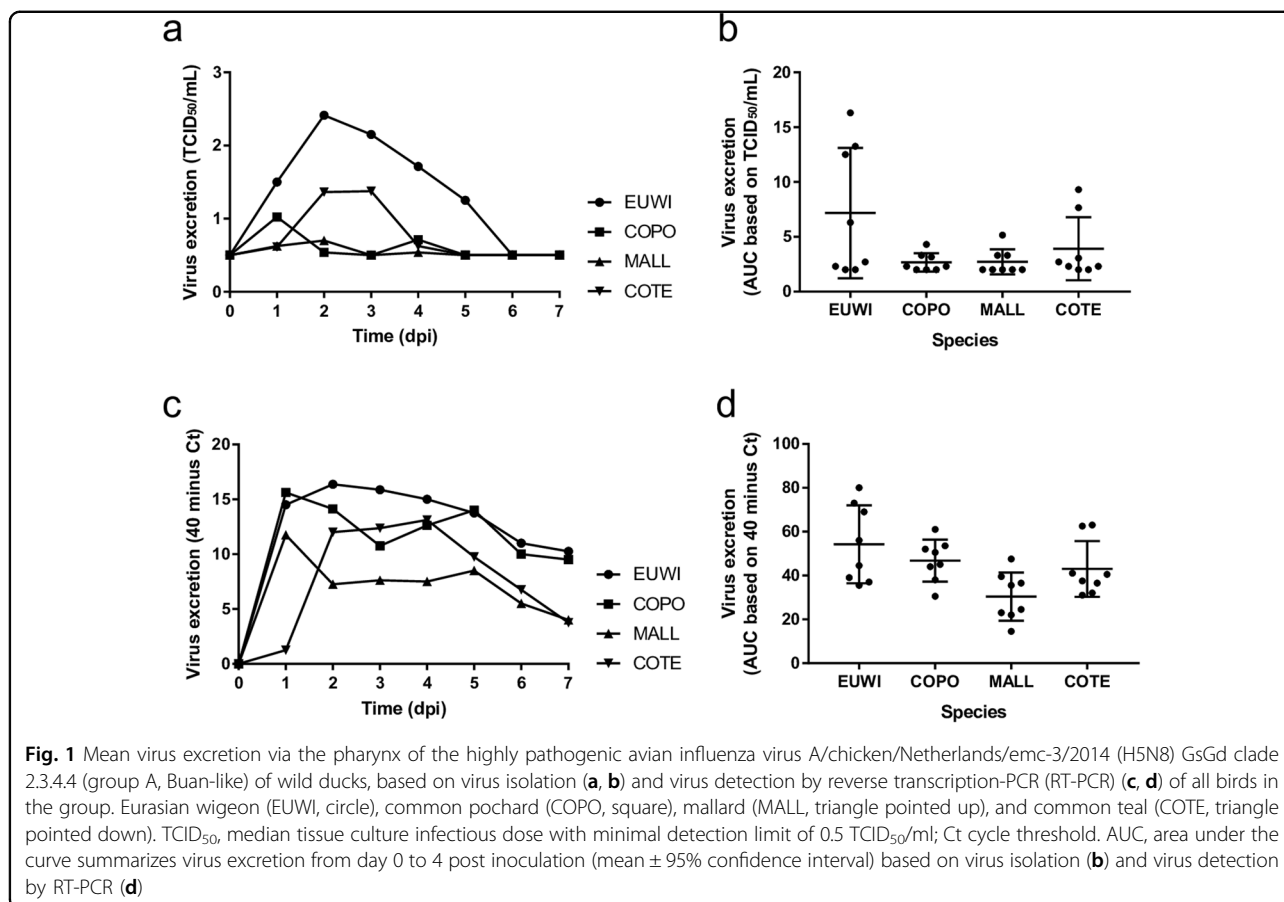 a
Virus excretion (TCID50/mL)
3
2
1
0
0 1 2 3 4 5 6 7
Time (dpi)
EUWI
COPO
MALL
COTE
b
Virus excretion
(AUC based on TCID50/mL)
20
15
10
5
0
EUWI COPO MALL COTE
Species
c
Virus excretion (40 minus Ct)
20
15
10
5
0
0 1 2 3 4 5 6 7
Time (dpi)
EUWI
COPO
MALL
COTE
d
Virus excretion
(AUC based on 40 minus Ct)
100
80
60
40
20
0
EUWI COPO MALL COTE
Species
Fig. 1 Mean virus excretion via the pharynx of the highly pathogenic avian influenza virus A/chicken/Netherlands/emc-3/2014 (H5N8) GsGd clade
2.3.4.4 (group A, Buan-like) of wild ducks, based on virus isolation (a, b) and virus detection by reverse transcription-PCR (RT-PCR) (c, d) of all birds in
the group. Eurasian wigeon (EUWI, circle), common pochard (COPO, square), mallard (MALL, triangle pointed up), and common teal (COTE, triangle
pointed down). TCID50, median tissue culture infectious dose with minimal detection limit of 0.5 TCID50/ml; Ct cycle threshold. AUC, area under the
curve summarizes virus excretion from day 0 to 4 post inoculation (mean ± 95% confidence interval) based on virus isolation (b) and virus detection
by RT-PCR (d)